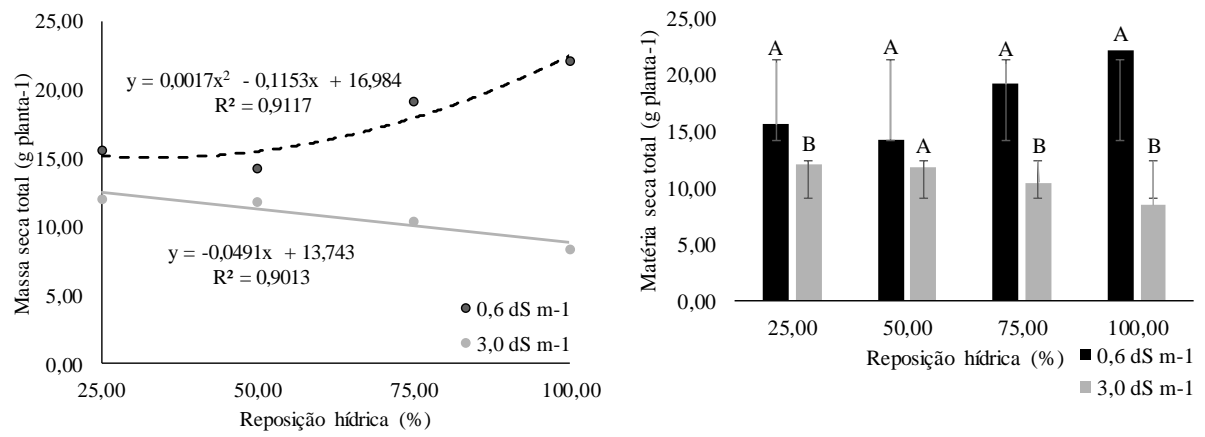 Massa seca total (g planta-1)
25,00
20,00
15,00
10,00
5,00
0,00
y = 0,0017x² - 0,1153x + 16,984
R² = 0,9117
y = -0,0491x + 13,743
R² = 0,9013
0,6 dS m-1
3,0 dS m-1
25,00 50,00 75,00 100,00
Reposição hídrica (%)
Matéria seca total (g planta-1)
25,00
20,00
15,00
10,00
5,00
0,00
A A A A
B A B B
25,00 50,00 75,00 100,00
Reposição hídrica (%)
0,6 dS m-1
3,0 dS m-1